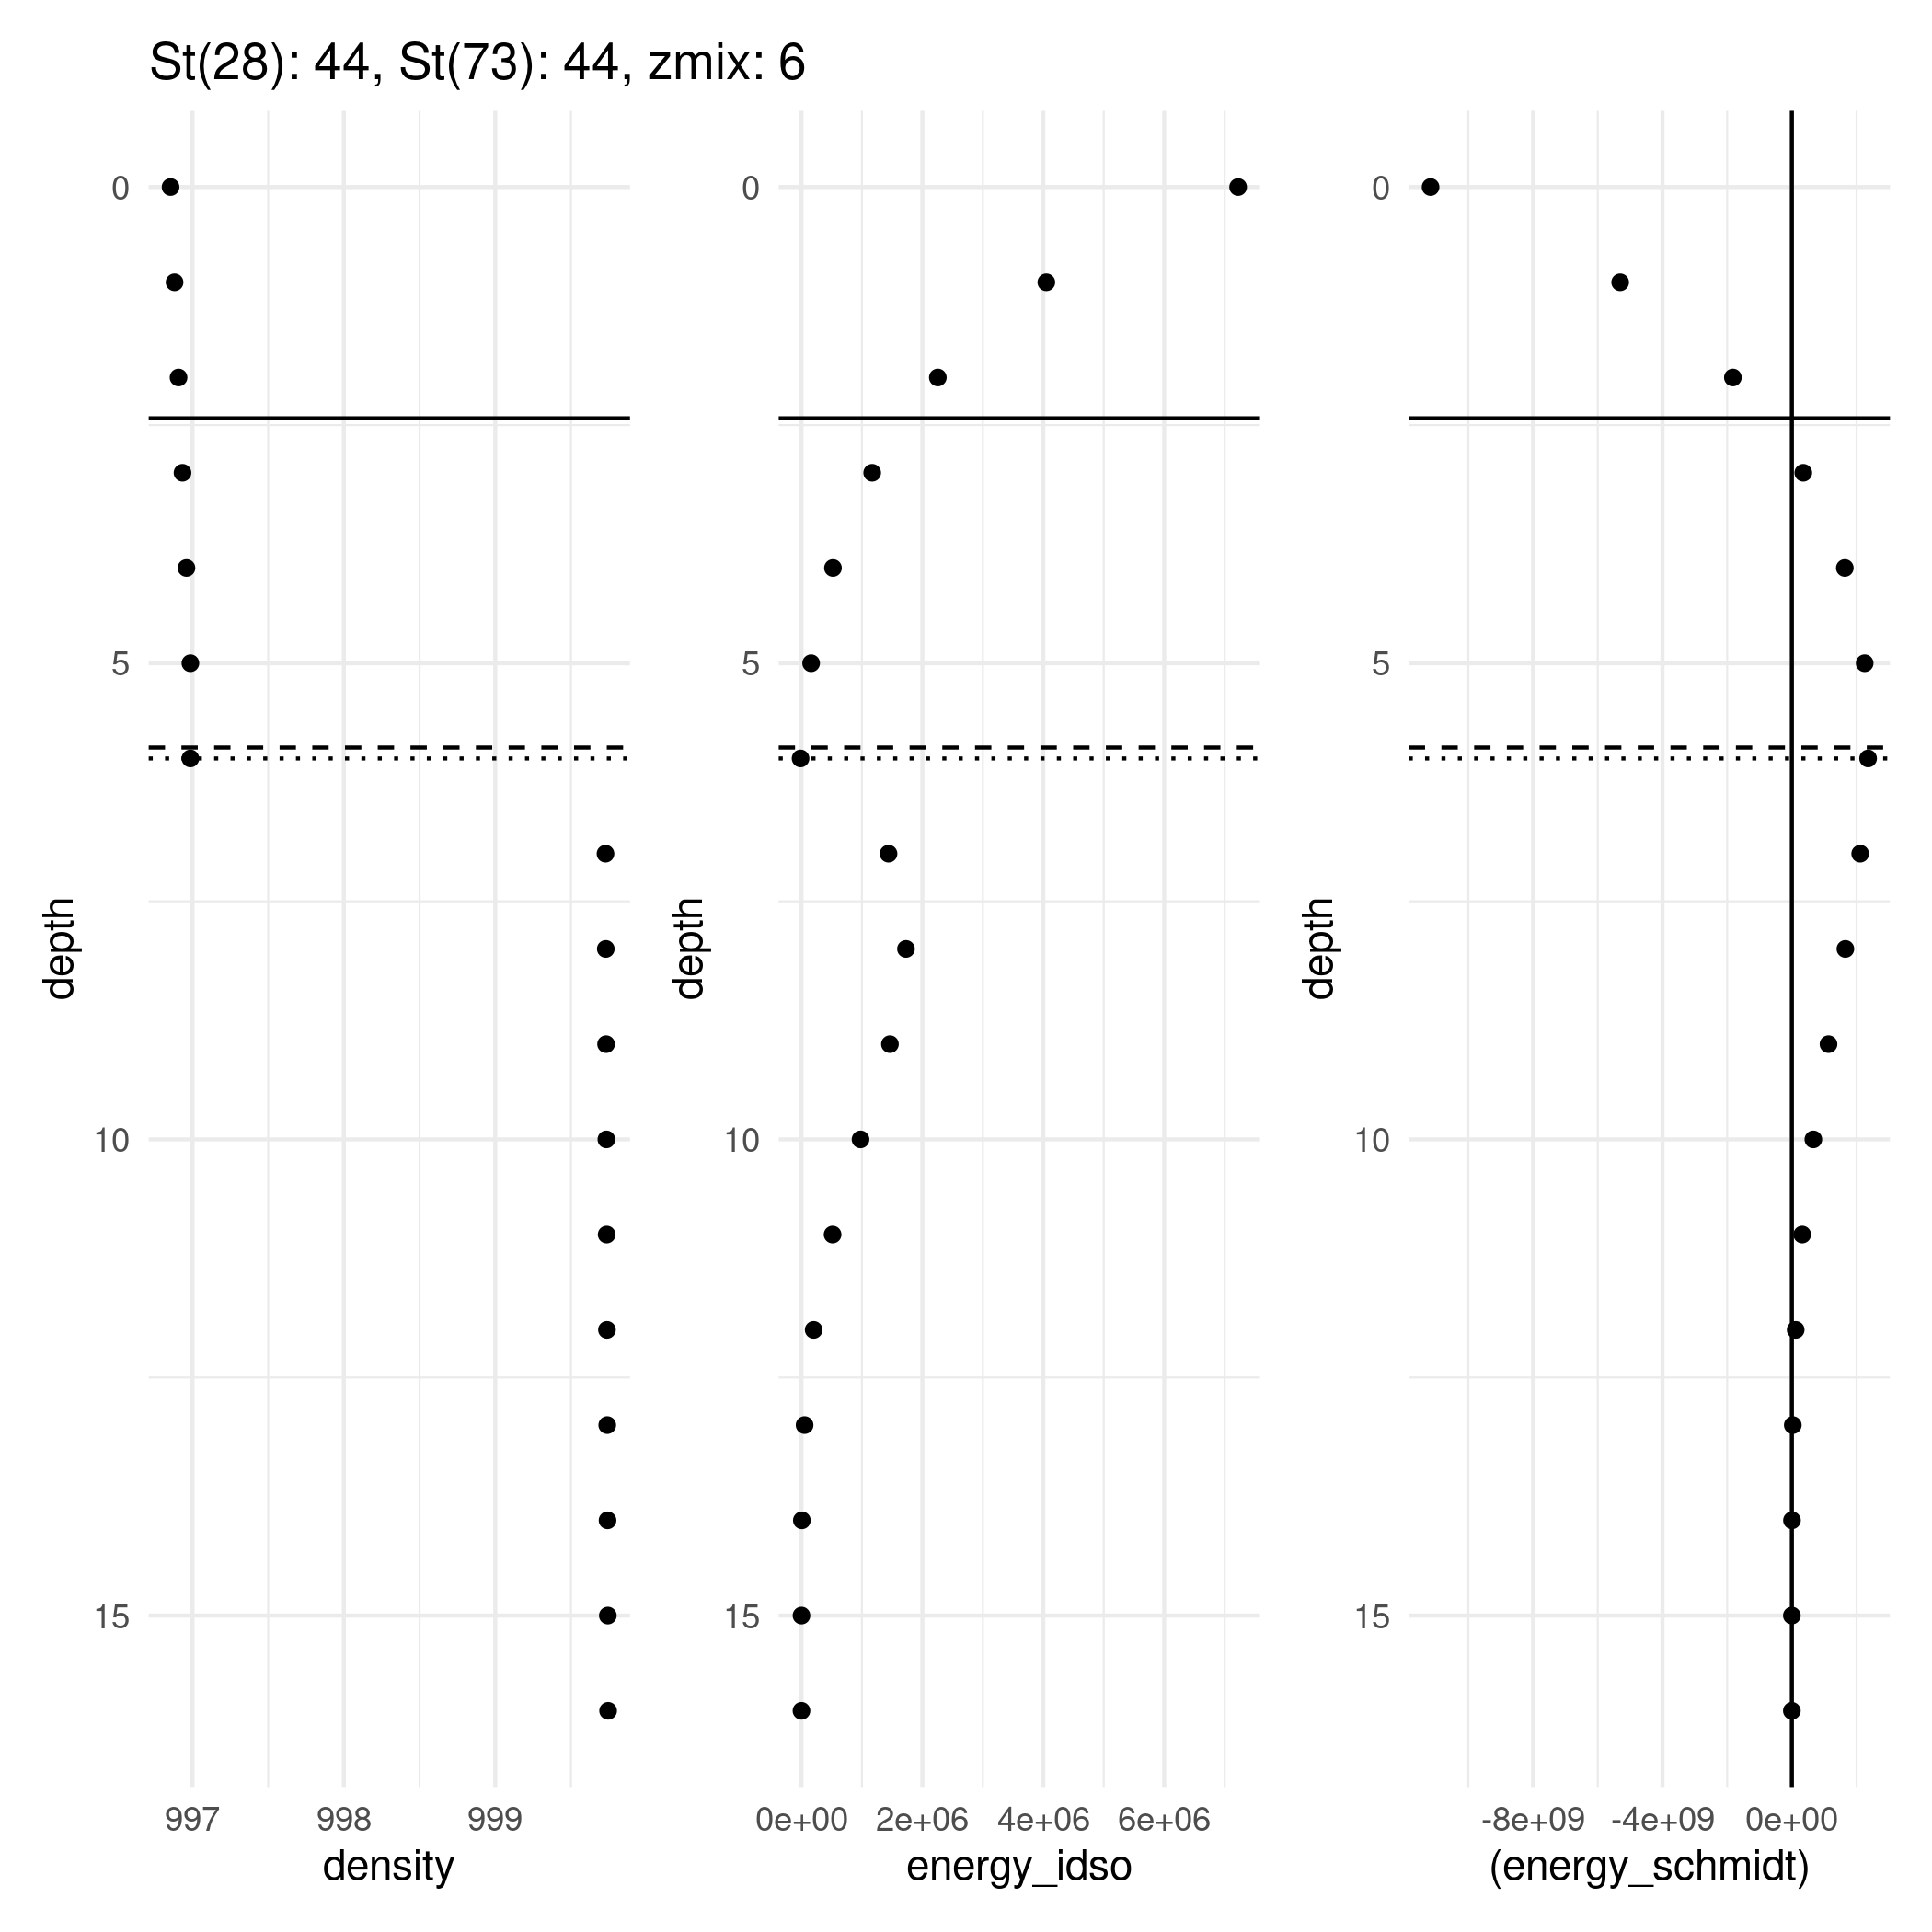 St(28): 44, St(73): 44, zmix: 6
0
5
10
15
depth
997 998 999
density
0
5
10
15
depth
0e+00 2e+06 4e+06 6e+06
energy_idso
0
5
10
15
depth
-8e+09 -4e+09 0e+00
(energy_schmidt)